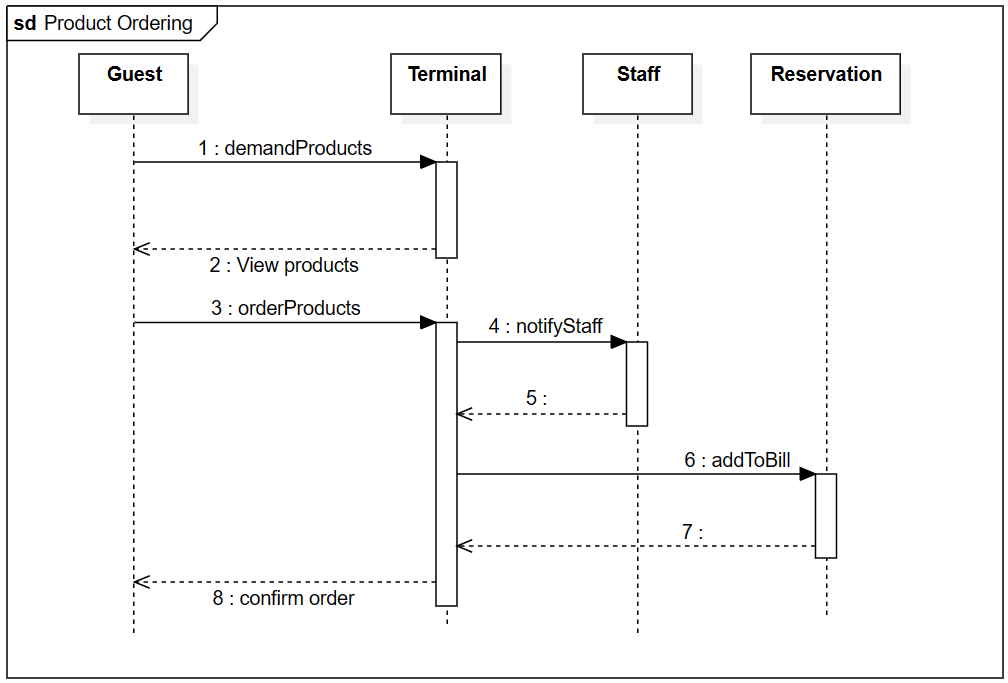 sd Product Ordering
Guest Terminal Staff Reservation
1 : demandProducts
2 : View products
3 : orderProducts
4 : notifyStaff
5 :
6 : addToBill
7 :
8 : confirm order